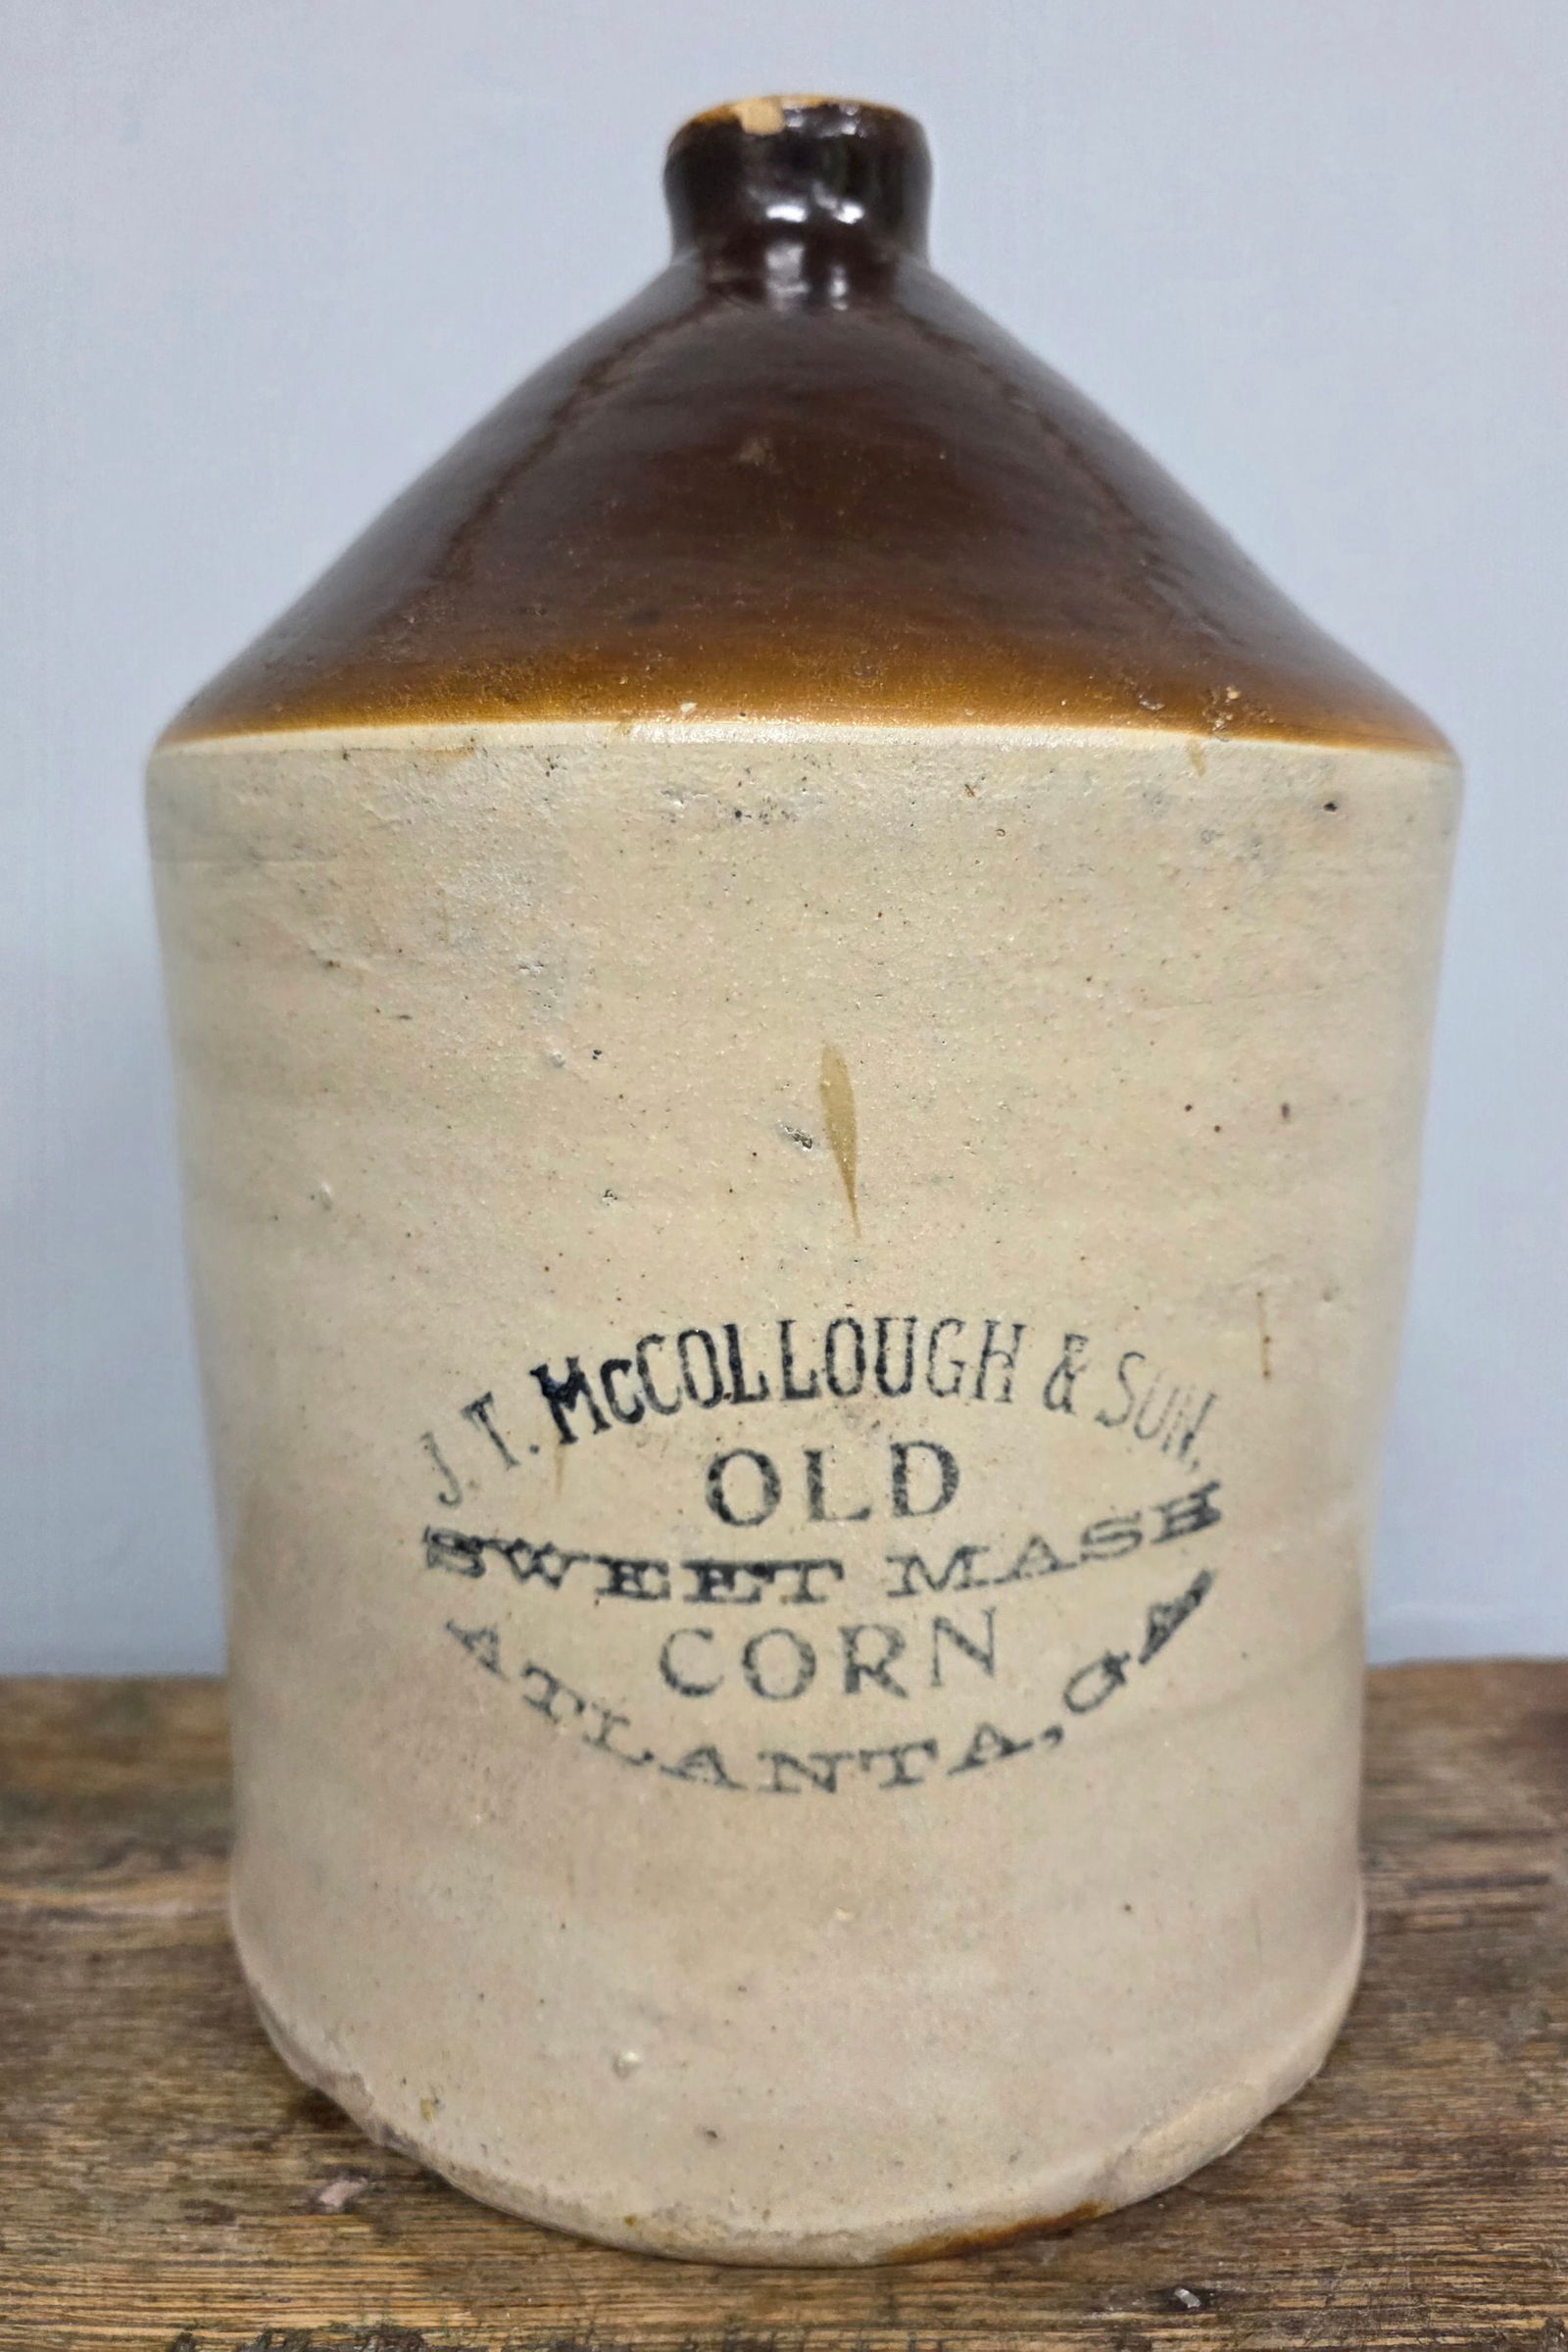 J. T. McCOLLOUGH & SON.
OLD
SWEET MASH
CORN
ATLANTA, GA